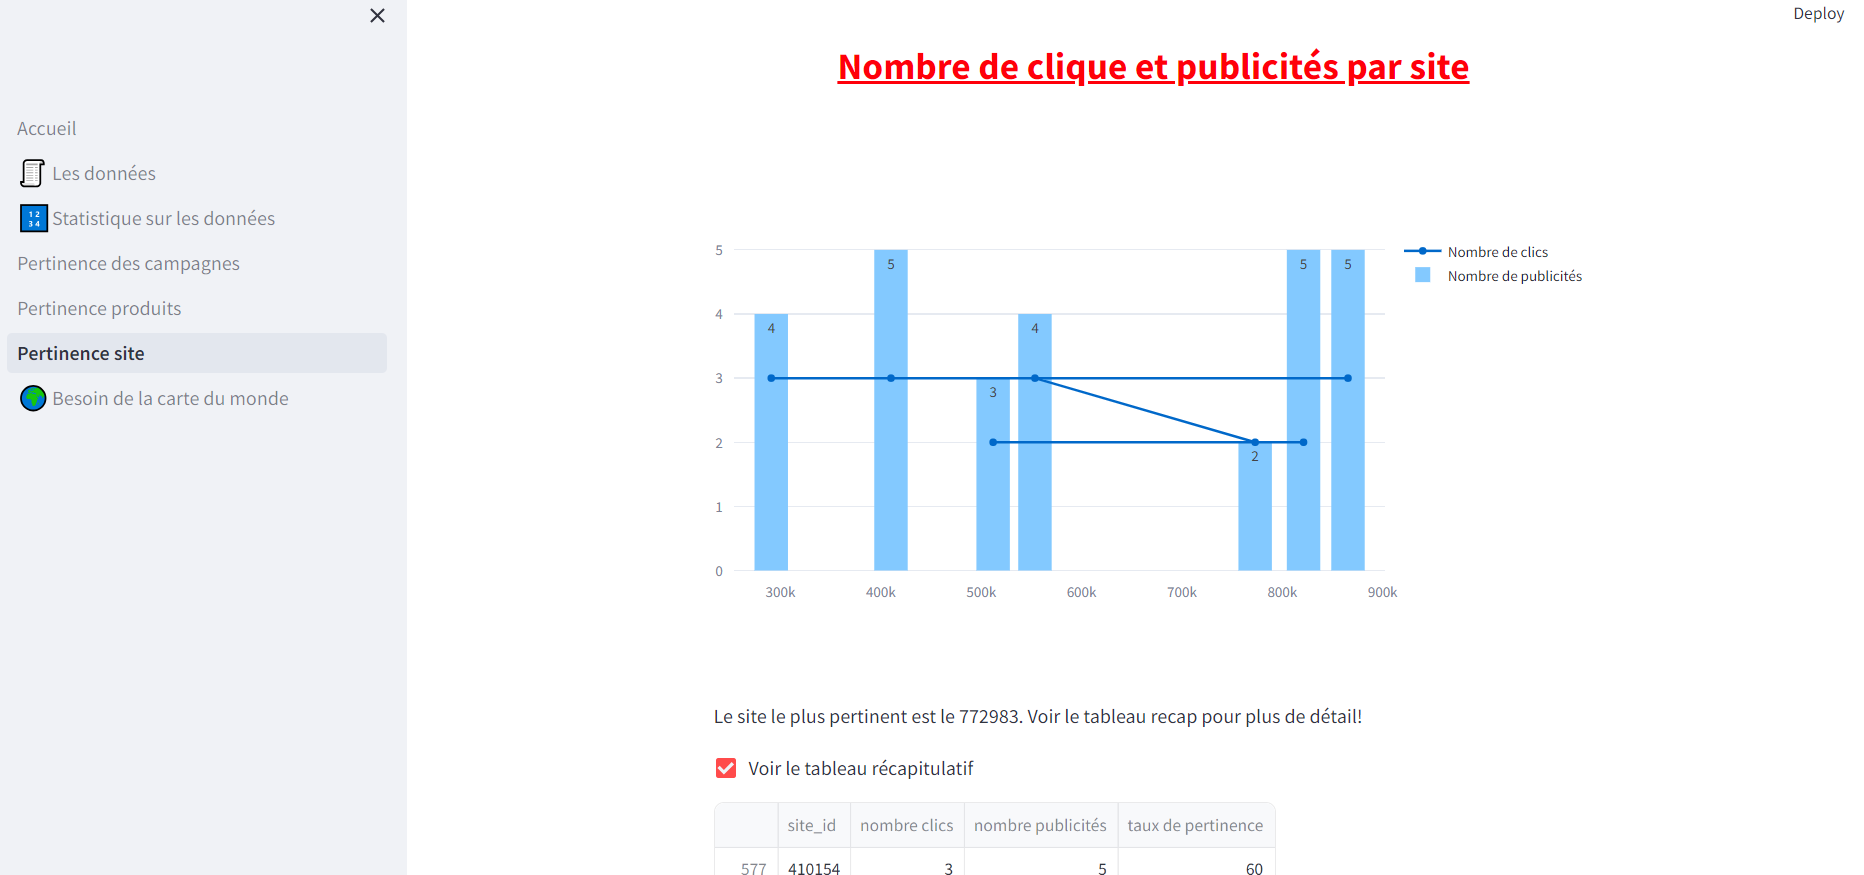 Deploy
Nombre de clique et publicités par site
Accueil
Les données
1 2
3 4
Statistique sur les données
Pertinence des campagnes
Pertinence produits
Pertinence site
Besoin de la carte du monde
Nombre de clics
Nombre de publicités
5
4
3
2
1
0
4
5
3
4
2
5
5
300k 400k 500k 600k 700k 800k 900k
Le site le plus pertinent est le 772983. Voir le tableau recap pour plus de détail!
Voir le tableau récapitulatif
site_id nombre clics nombre publicités taux de pertinence
577 410154 3 5 60